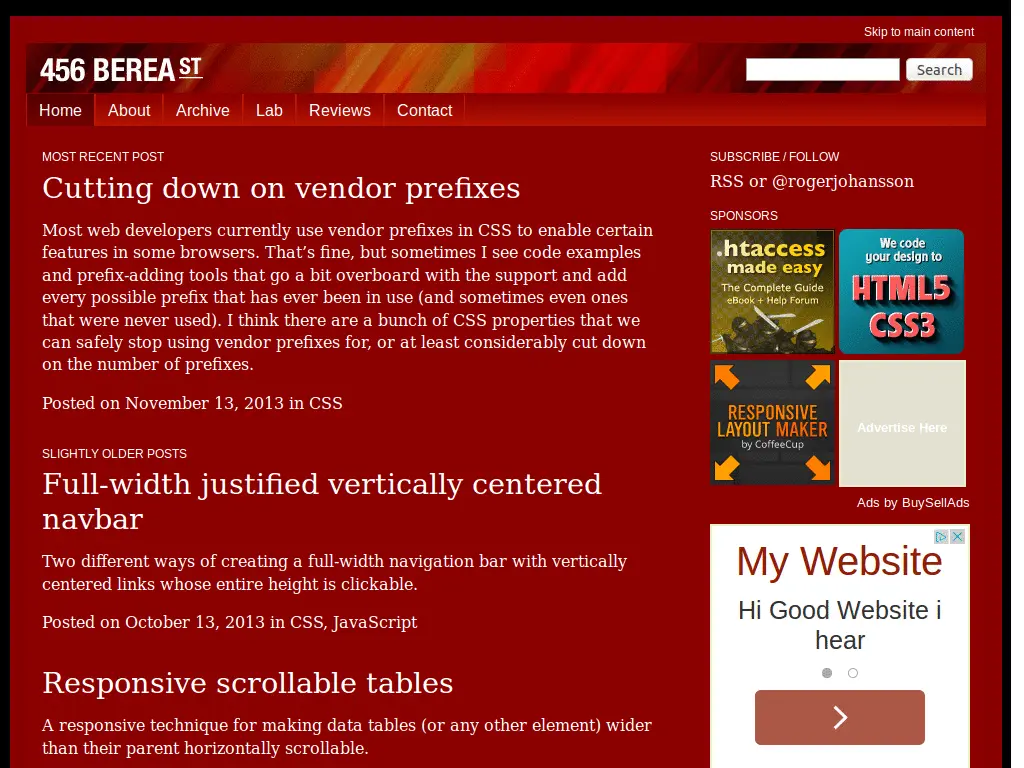 Skip to main content
456 BEREA ST
Search
Home About Archive Lab Reviews Contact
MOST RECENT POST
Cutting down on vendor prefixes
Most web developers currently use vendor prefixes in CSS to enable certain
features in some browsers. That’s fine, but sometimes I see code examples
and prefix-adding tools that go a bit overboard with the support and add
every possible prefix that has ever been in use (and sometimes even ones
that were never used). I think there are a bunch of CSS properties that we
can safely stop using vendor prefixes for, or at least considerably cut down
on the number of prefixes.
Posted on November 13, 2013 in CSS
SLIGHTLY OLDER POSTS
Full-width justified vertically centered
navbar
Two different ways of creating a full-width navigation bar with vertically
centered links whose entire height is clickable.
Posted on October 13, 2013 in CSS, JavaScript
Responsive scrollable tables
A responsive technique for making data tables (or any other element) wider
than their parent horizontally scrollable.
SUBSCRIBE / FOLLOW
RSS or @rogerjohansson
SPONSORS
.htaccess
made easy
The Complete Guide
eBook + Help Forum
We code
your design to
HTML5
CSS3
RESPONSIVE
LAYOUT MAKER
by CoffeeCup
Advertise Here
Ads by BuySellAds
My Website
Hi Good Website i
hear